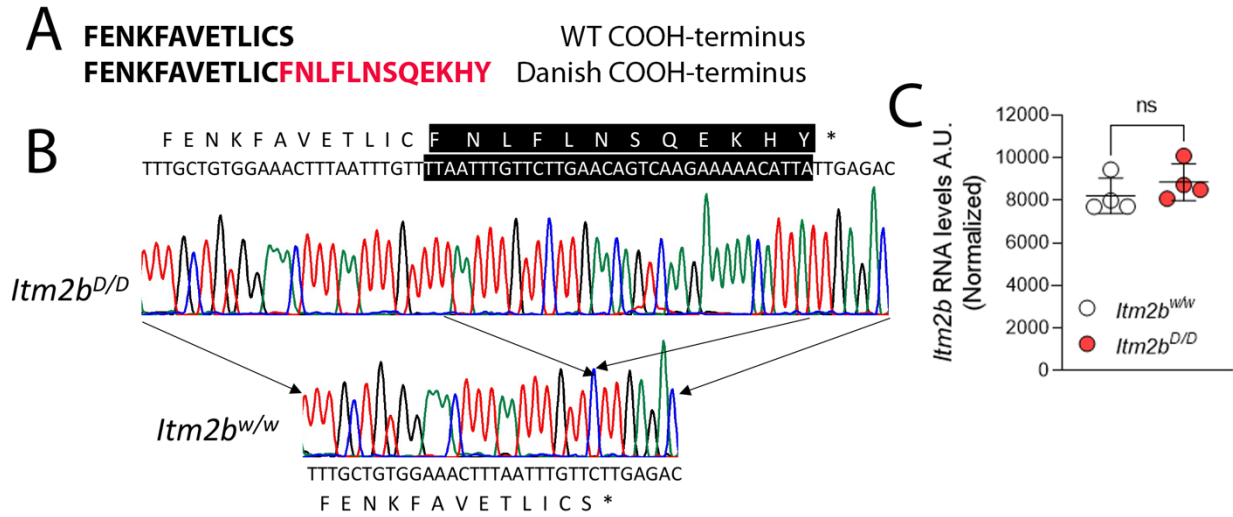 A
FENKFAVETLICS WT COOH-terminus
FENKFAVETLICFNLFLNSQEKHY Danish COOH-terminus
B
F E N K F A V E T L I C F N L F L N S Q E K H Y *
TTTGCTGTGGAAACTTTAATTTGTTTTAATTTGTTCTTGAACAGTCAAGAAAAACATTATTGAGAC
Itm2bD/D
Itm2bw/w
TTTGCTGTGGAAACTTTAATTTGTTCTTGAGAC
F E N K F A V E T L I C S *
C
ns
Itm2b RNA levels A.U.
(Normalized)
12000
10000
8000
6000
4000
2000
0
Itm2bw/w
Itm2bD/D